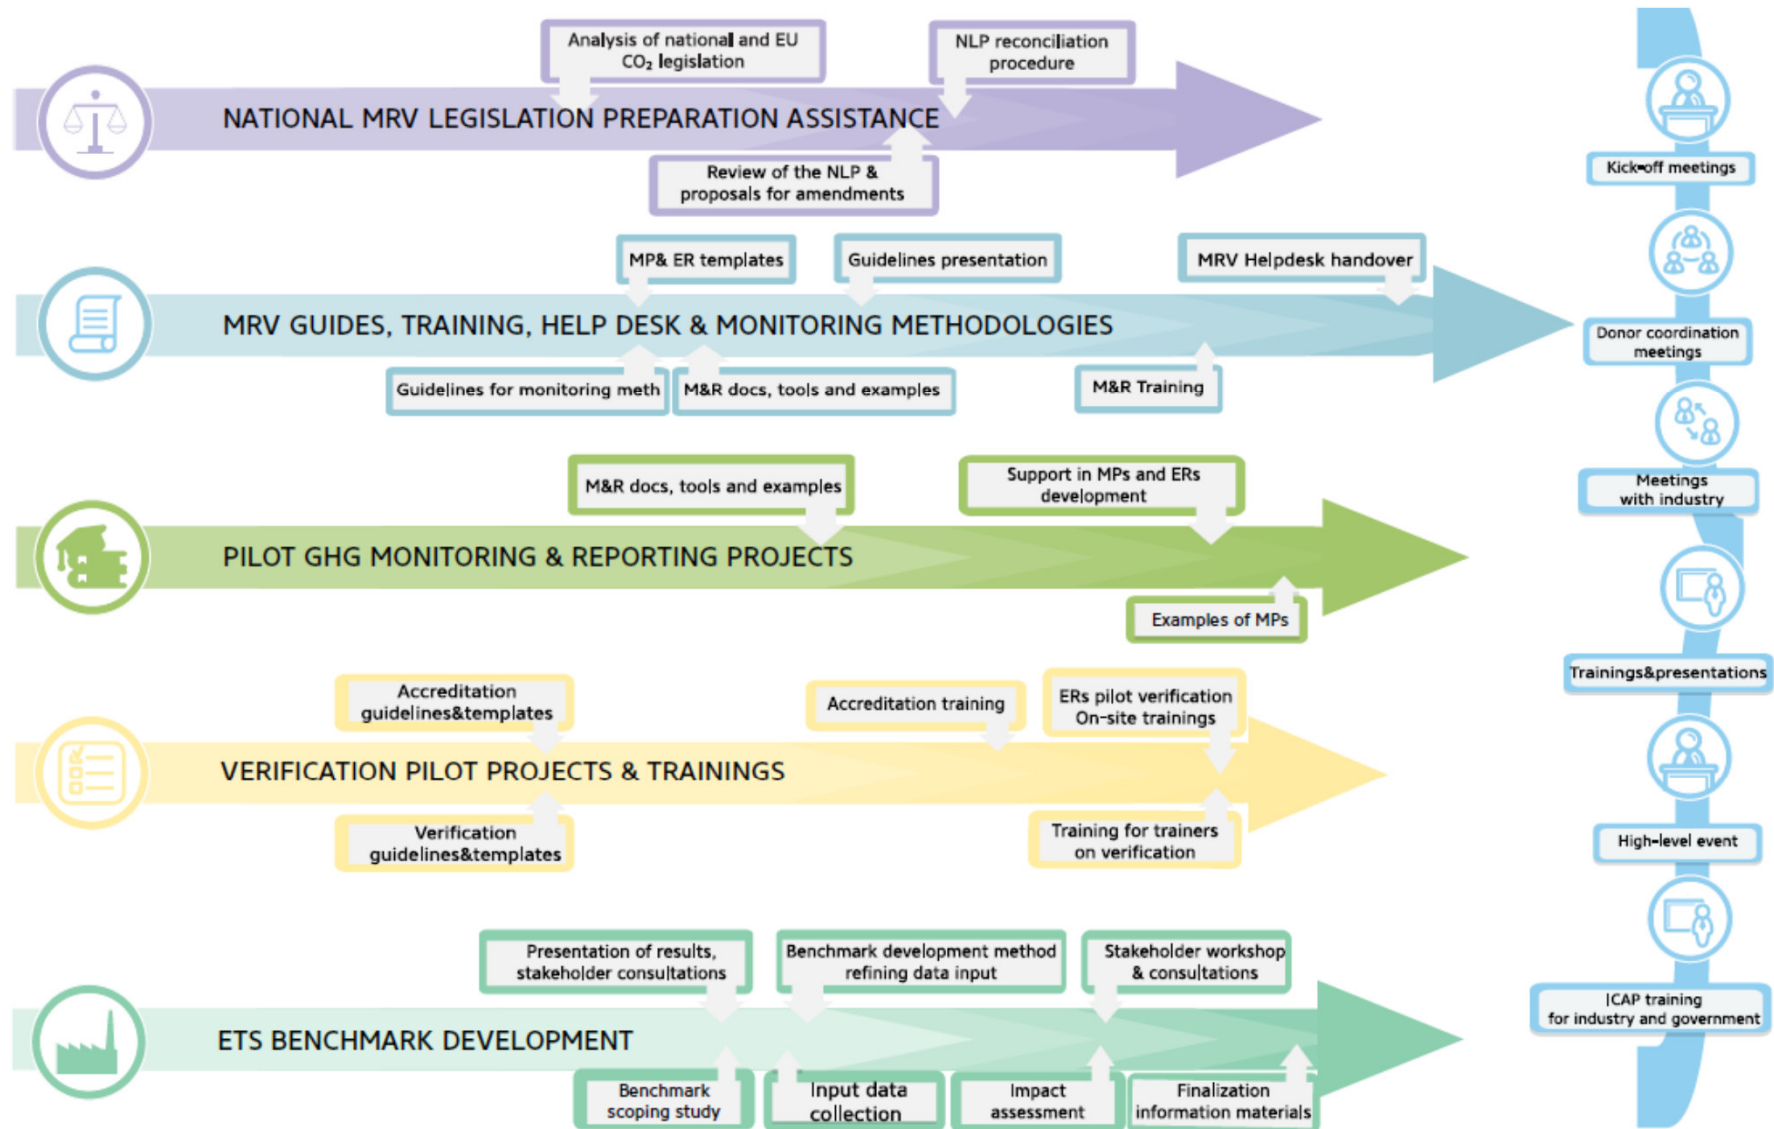 Analysis of national and EU
CO₂ legislation
NLP reconciliation
procedure
NATIONAL MRV LEGISLATION PREPARATION ASSISTANCE
Review of the NLP &
proposals for amendments
MP& ER templates
Guidelines presentation
MRV Helpdesk handover
MRV GUIDES, TRAINING, HELP DESK & MONITORING METHODOLOGIES
Guidelines for monitoring meth
M&R docs, tools and examples
M&R Training
M&R docs, tools and examples
Support in MPs and ERs
development
PILOT GHG MONITORING & REPORTING PROJECTS
Examples of MPs
Accreditation
guidelines&templates
Accreditation training
ERs pilot verification
On-site trainings
VERIFICATION PILOT PROJECTS & TRAININGS
Verification
guidelines&templates
Training for trainers
on verification
Presentation of results,
stakeholder consultations
Benchmark development method
refining data input
Stakeholder workshop
& consultations
ETS BENCHMARK DEVELOPMENT
Benchmark
scoping study
Input data
collection
Impact
assessment
Finalization
information materials
Kick-off meetings
Donor coordination
meetings
Meetings
with industry
Trainings&presentations
High-level event
ICAP training
for industry and government